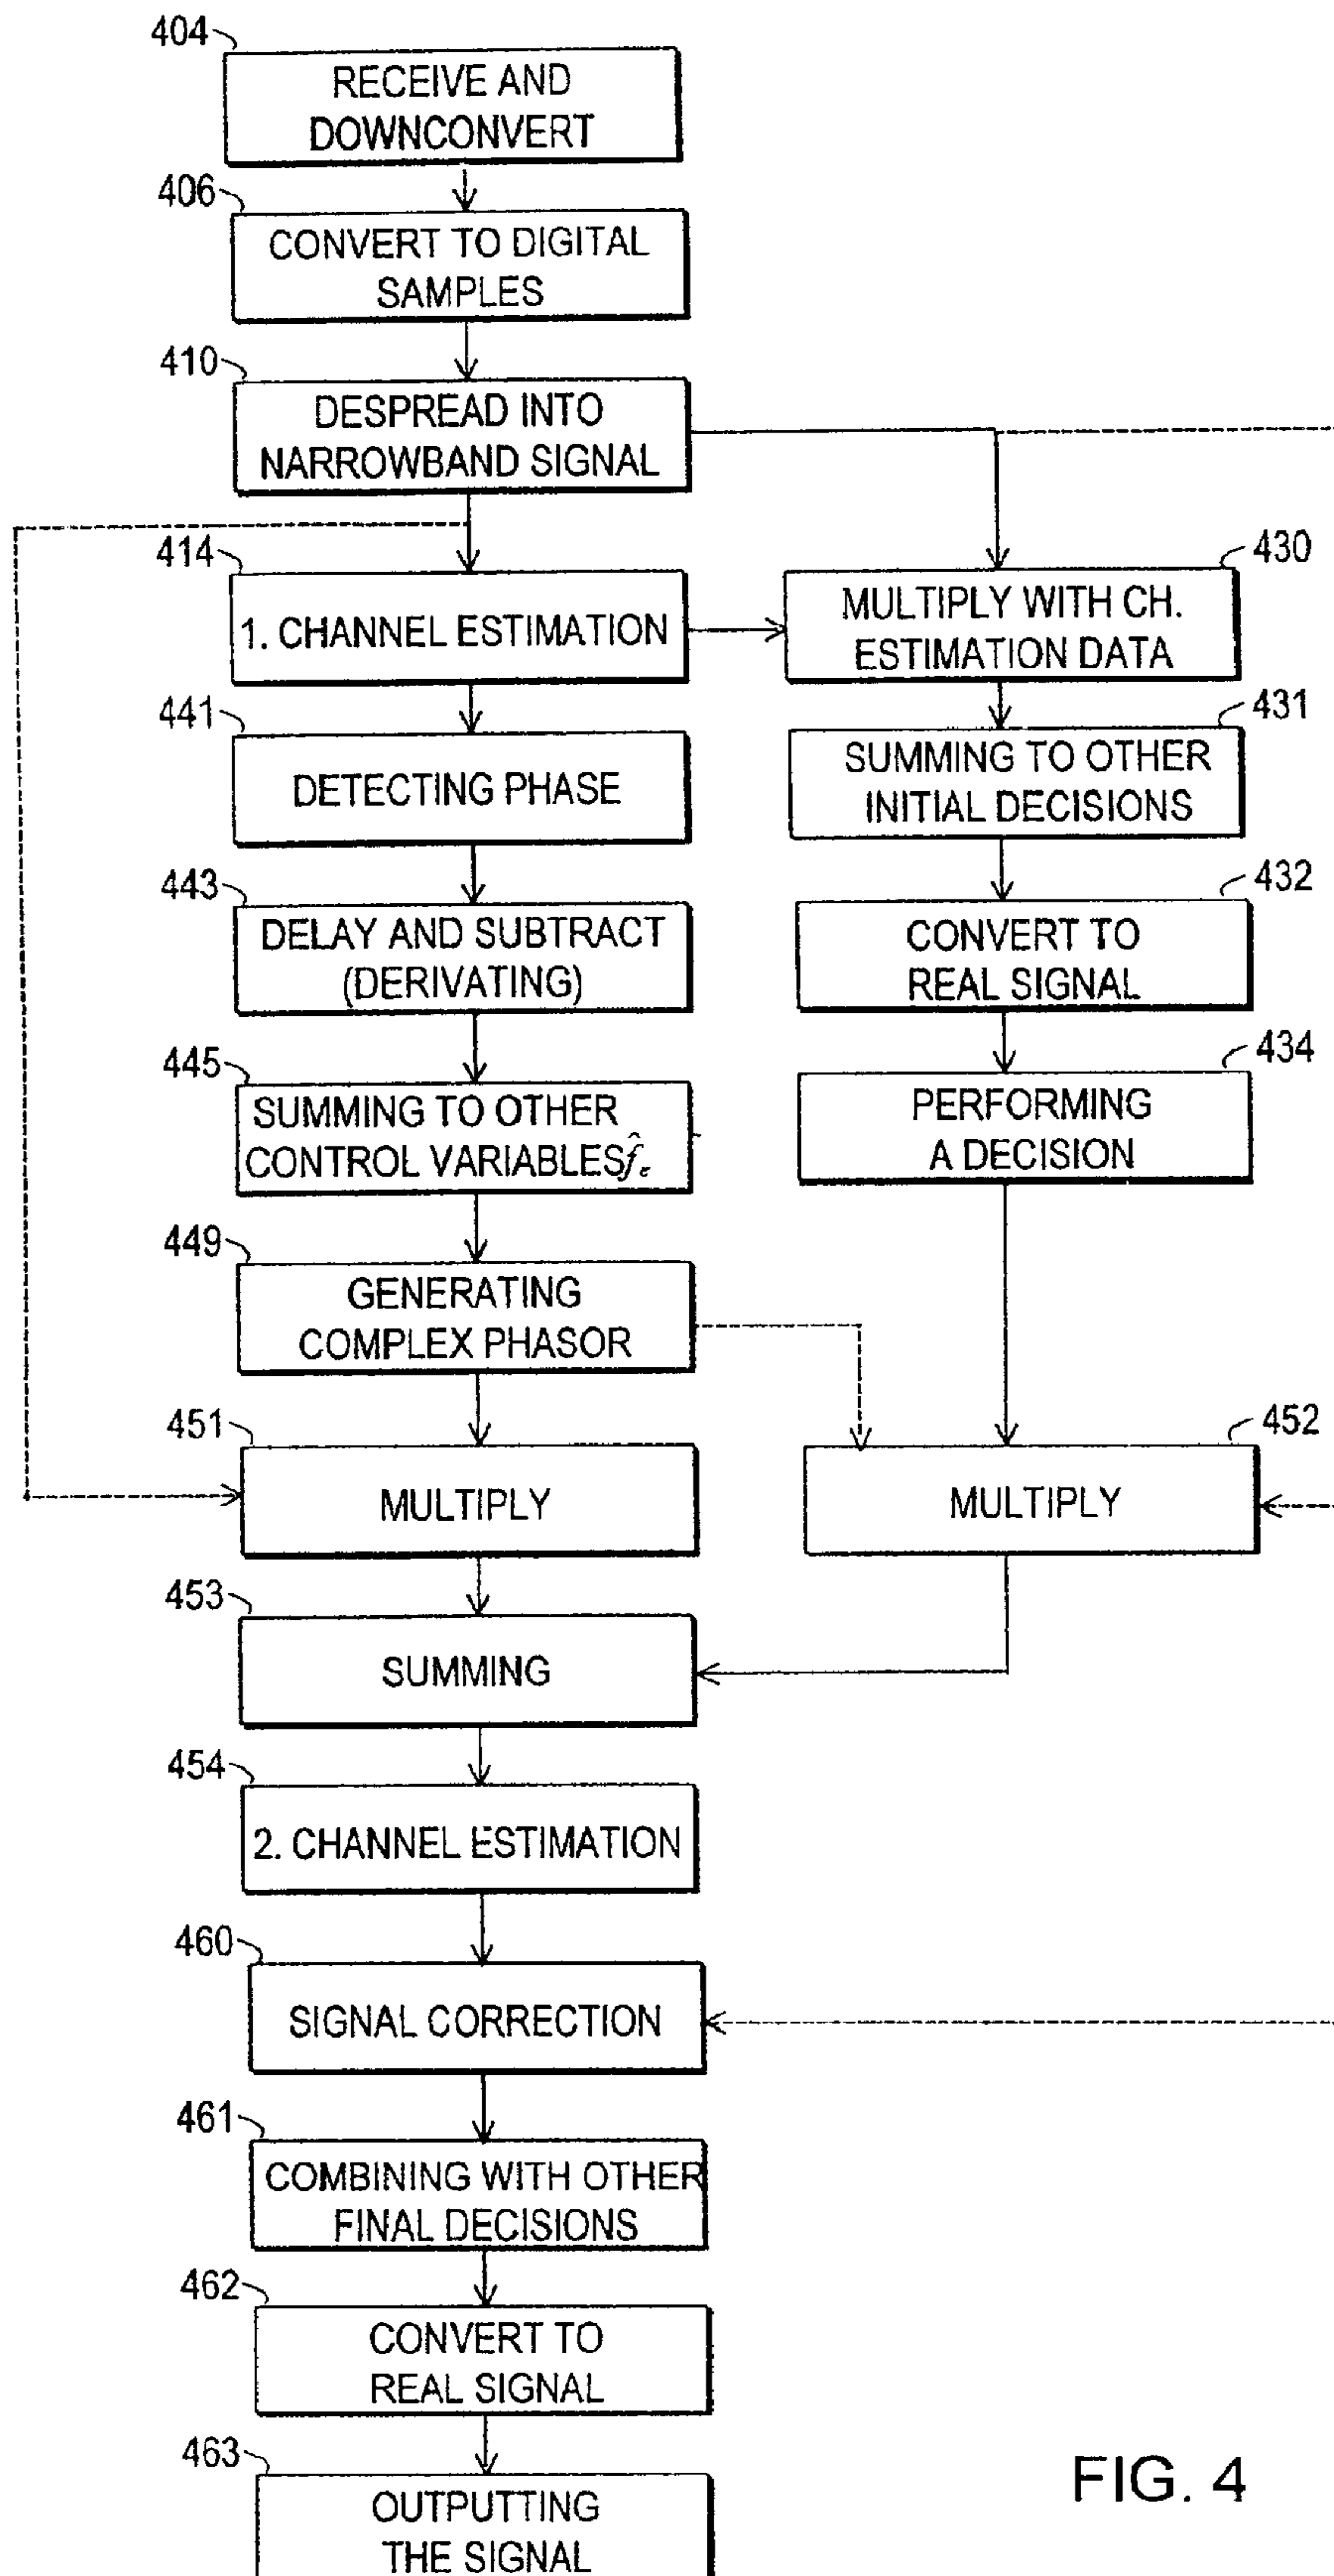 404
RECEIVE AND
DOWNCONVERT
406
CONVERT TO DIGITAL
SAMPLES
410
DESPREAD INTO
NARROWBAND SIGNAL
414
1. CHANNEL ESTIMATION
430
MULTIPLY WITH CH.
ESTIMATION DATA
441
DETECTING PHASE
431
SUMMING TO OTHER
INITIAL DECISIONS
443
DELAY AND SUBTRACT
(DERIVATING)
432
CONVERT TO
REAL SIGNAL
445
SUMMING TO OTHER
CONTROL VARIABLES f̂ε
434
PERFORMING
A DECISION
449
GENERATING
COMPLEX PHASOR
451
MULTIPLY
452
MULTIPLY
453
SUMMING
454
2. CHANNEL ESTIMATION
460
SIGNAL CORRECTION
461
COMBINING WITH OTHER
FINAL DECISIONS
462
CONVERT TO
REAL SIGNAL
463
OUTPUTTING
THE SIGNAL
FIG. 4